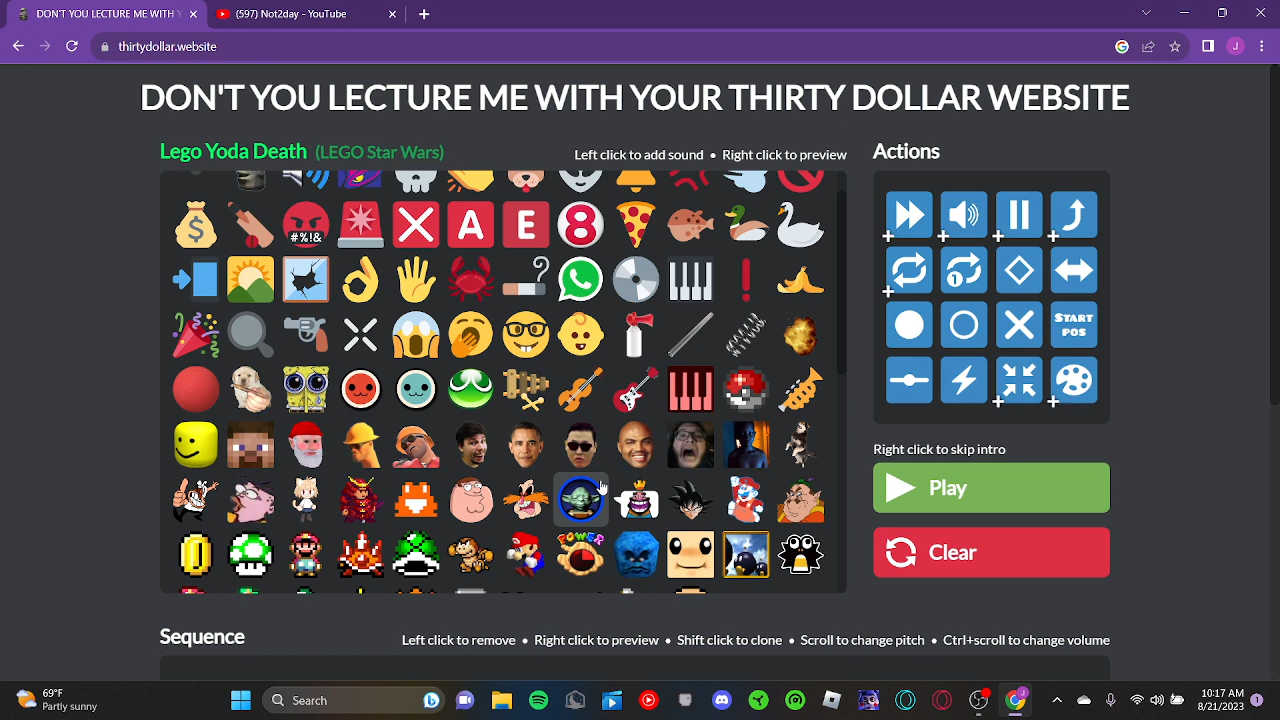 DON'T YOU LECTURE ME WITH Y
(597) Not2day - YouTube
thirtydollar.website
J
DON'T YOU LECTURE ME WITH YOUR THIRTY DOLLAR WEBSITE
Lego Yoda Death (LEGO Star Wars)
Left click to add sound • Right click to preview
Actions
#%!&
A
E
8
1
START
POS
Right click to skip intro
Play
POWER
Clear
Sequence
Left click to remove • Right click to preview • Shift click to clone • Scroll to change pitch • Ctrl+scroll to change volume
69°F
Partly sunny
Search
10:17 AM
8/21/2023
1